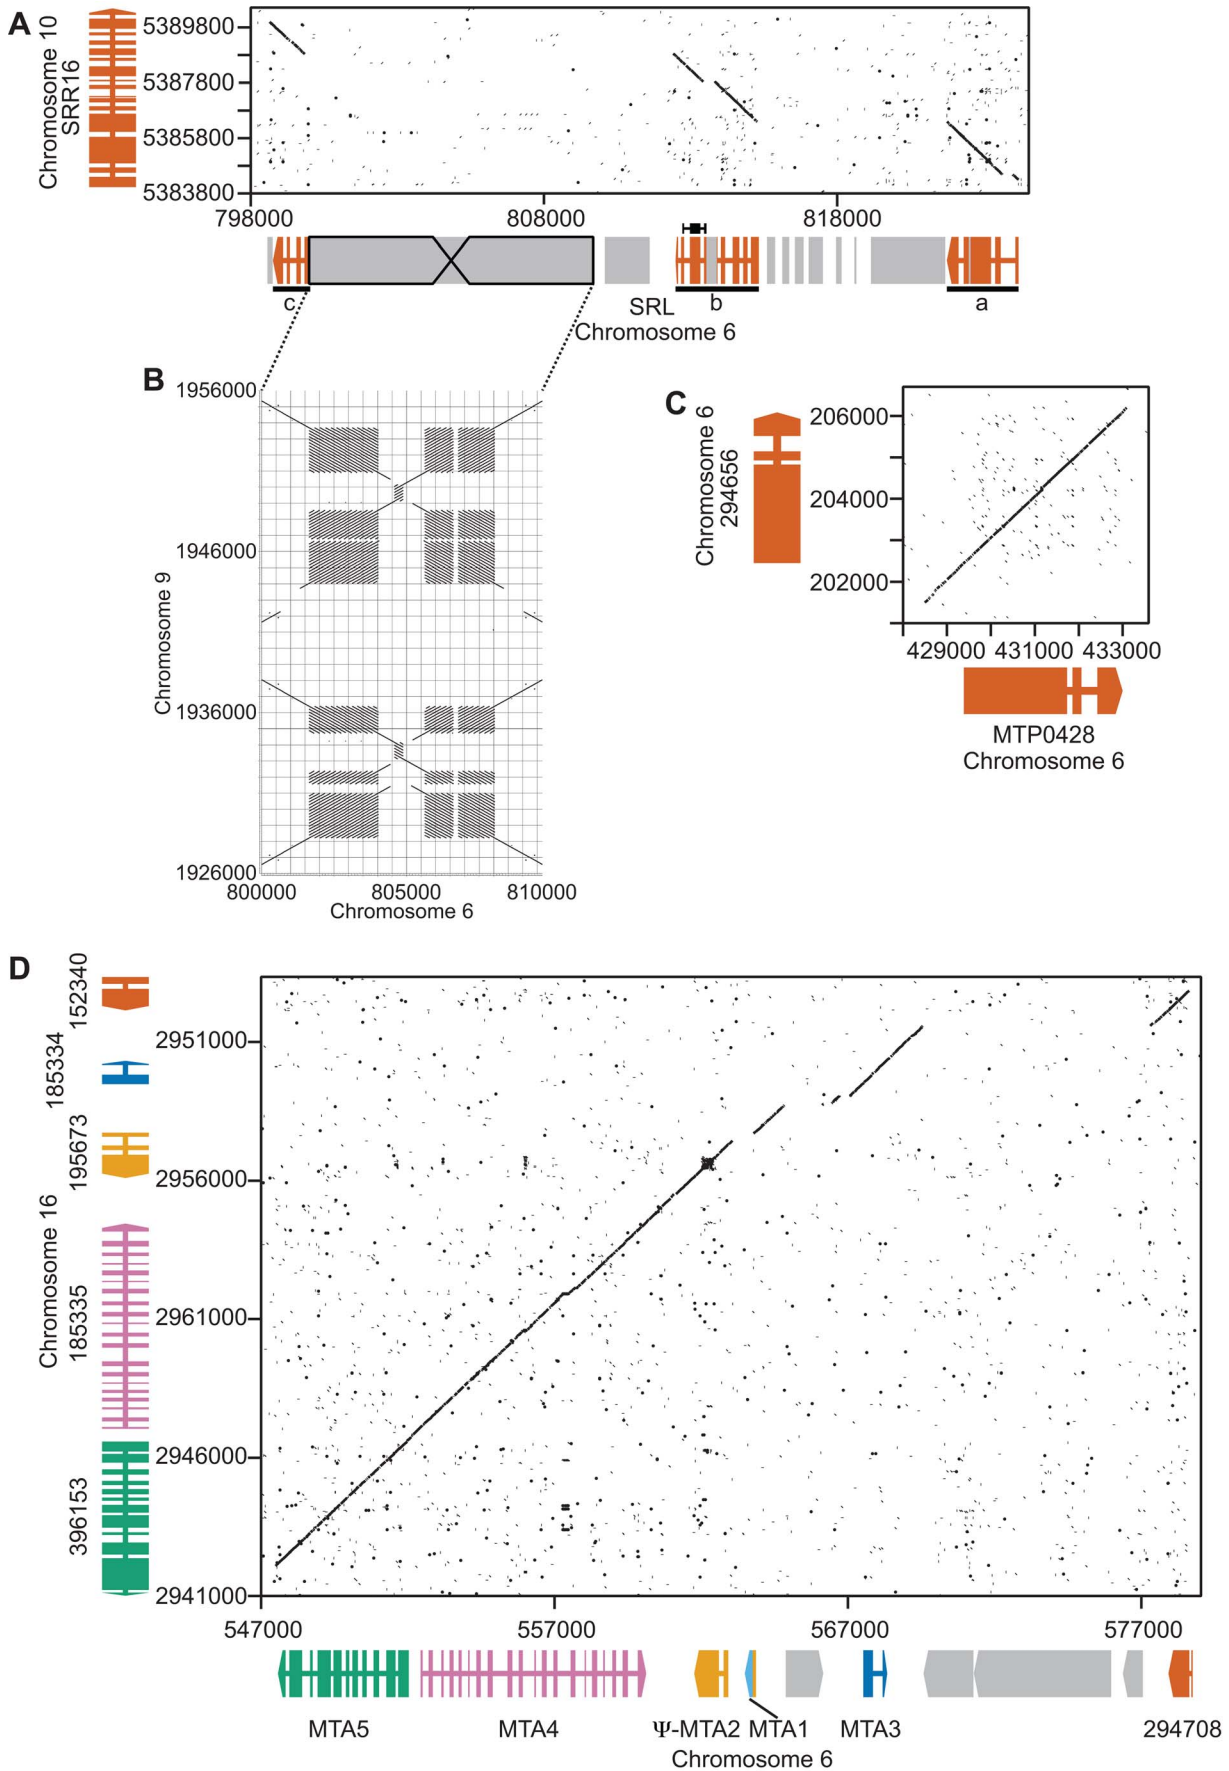 A
Chromosome 10
SRR16
5389800
5387800
5385800
5383800
798000 808000 818000
c
b
a
SRL
Chromosome 6
B
1956000
1946000
1936000
1926000
Chromosome 9
800000 805000 810000
Chromosome 6
C
Chromosome 6
294656
206000
204000
202000
429000 431000 433000
MTP0428
Chromosome 6
D
Chromosome 16
152340
185334
195673
185335
396153
2951000
2956000
2961000
2946000
2941000
547000 557000 567000 577000
MTA5 MTA4 Ψ-MTA2 MTA1 MTA3 294708
Chromosome 6